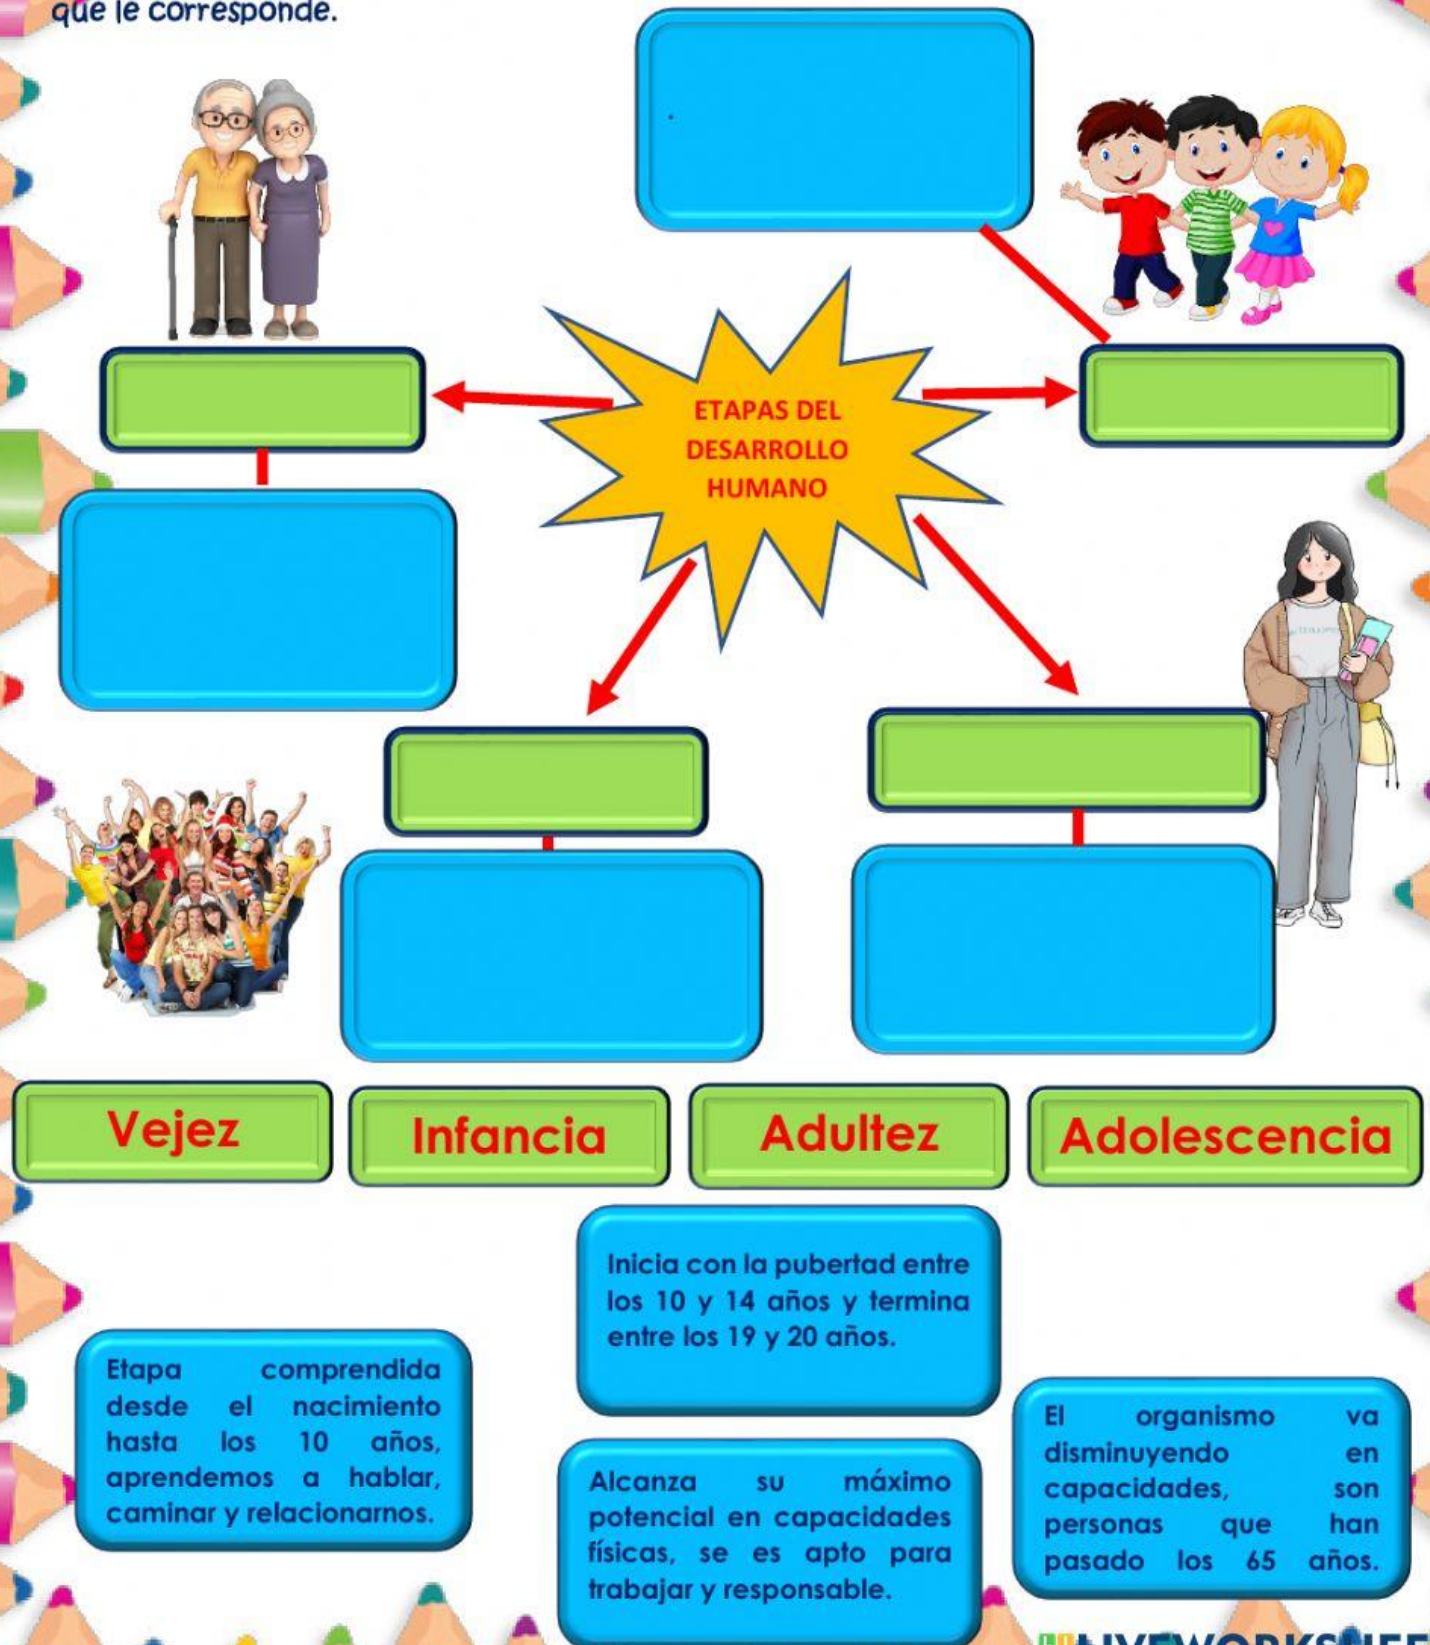 que le corresponde.
ETAPAS DEL
DESARROLLO
HUMANO
Vejez
Infancia
Adultez
Adolescencia
Inicia con la pubertad entre
los 10 y 14 años y termina
entre los 19 y 20 años.
Etapa comprendida
desde el nacimiento
hasta los 10 años,
aprendemos a hablar,
caminar y relacionarnos.
El organismo va
disminuyendo en
capacidades, son
personas que han
pasado los 65 años.
Alcanza su máximo
potencial en capacidades
físicas, se es apto para
trabajar y responsable.